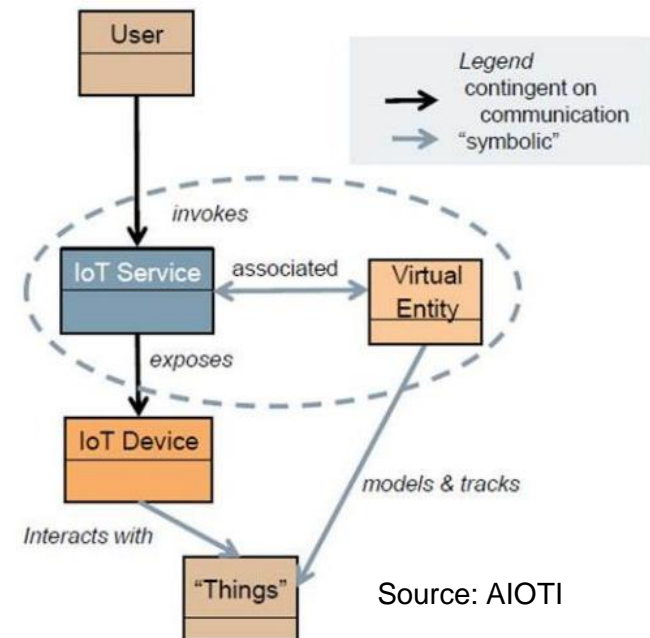 User
Legend
contingent on
communication
"symbolic"
invokes
IoT Service
associated
Virtual
Entity
exposes
IoT Device
models & tracks
Interacts with
"Things"
Source: AIOTI